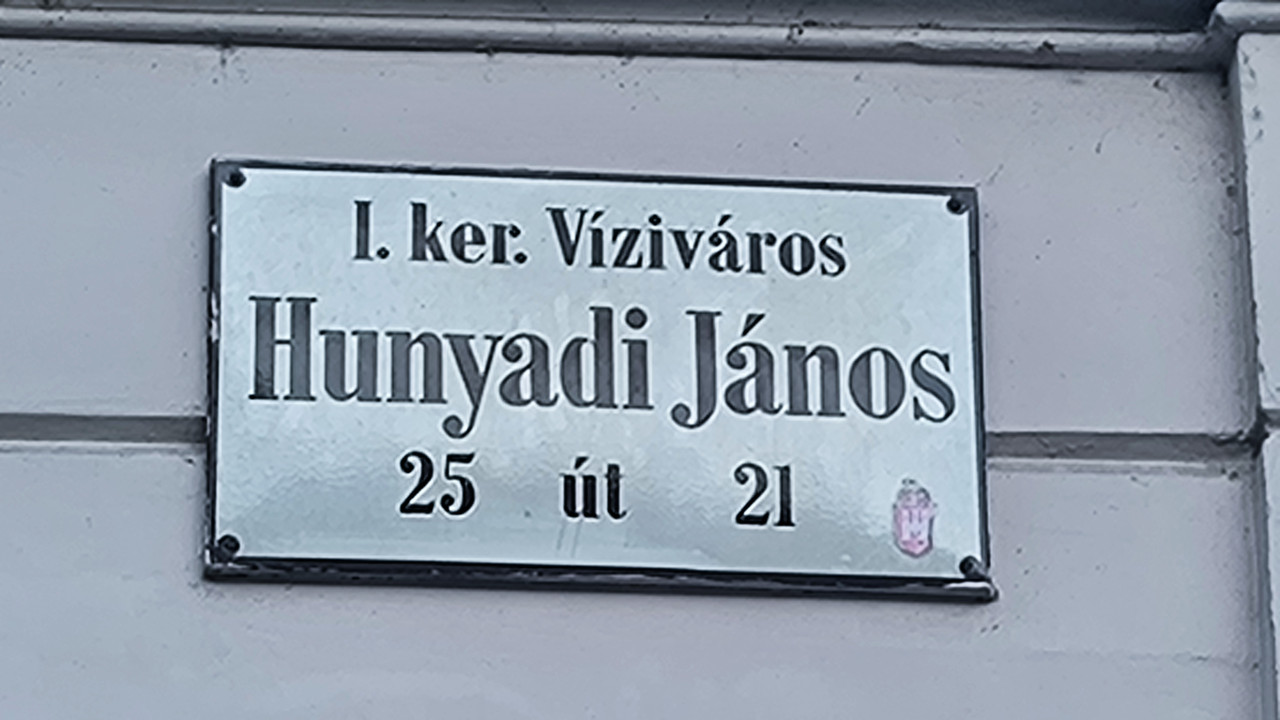 I. ker. Víziváros
Hunyadi János
25 út 21